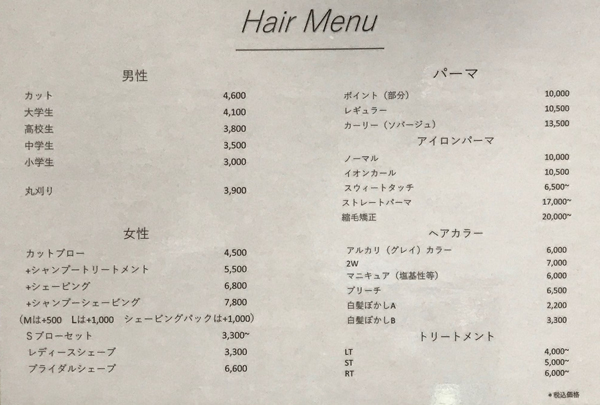 Hair Menu
男性
カット 4,600
大学生 4,100
高校生 3,800
中学生 3,500
小学生 3,000
丸刈り 3,900
女性
カットブロー 4,500
+シャンプートリートメント 5,500
+シェービング 6,800
+シャンプーシェービング 7,800
(Mは+500 Lは+1,000 シェービングパックは+1,000)
Sブローセット 3,300~
レディースシェーブ 3,300
ブライダルシェーブ 6,600
パーマ
ポイント（部分） 10,000
レギュラー 10,500
カーリー（ソバージュ） 13,500
アイロンパーマ
ノーマル 10,000
イオンカール 10,500
スウィートタッチ 6,500~
ストレートパーマ 17,000~
縮毛矯正 20,000~
ヘアカラー
アルカリ（グレイ）カラー 6,000
2W 7,000
マニキュア（塩基性等） 6,000
ブリーチ 6,500
白髪ぼかしA 2,200
白髪ぼかしB 3,300
トリートメント
LT 4,000~
ST 5,000~
RT 6,000~
＊税込価格